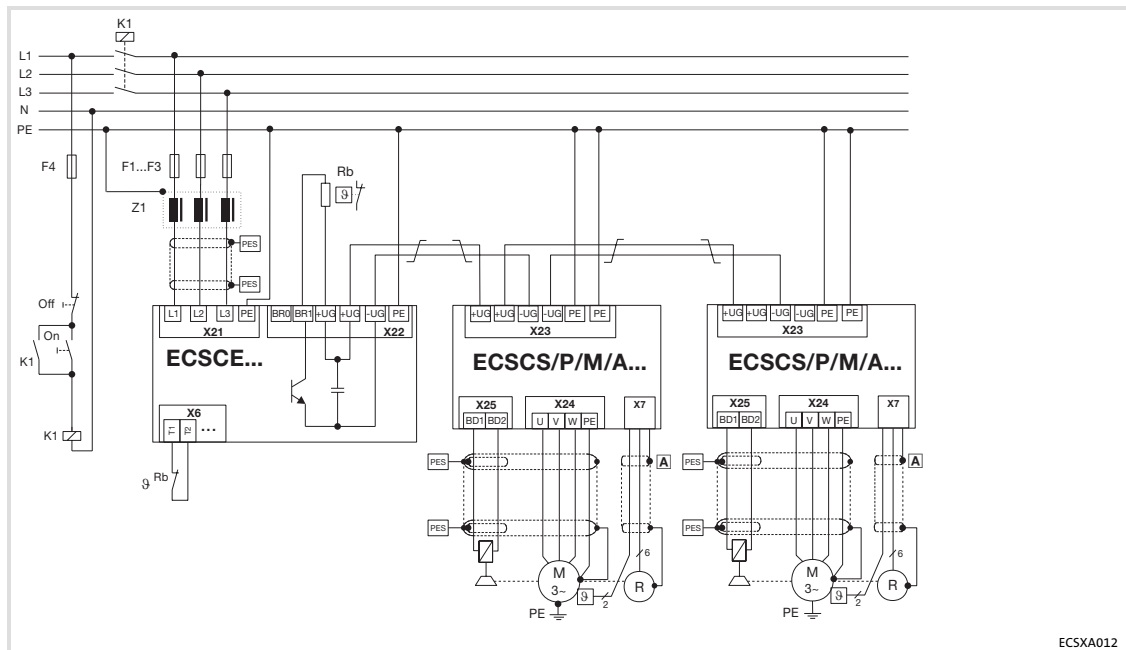 K1
L1
L2
L3
N
PE
F4
F1...F3
Rb
ϑ
Z1
PES
PES
Off
On
K1
K1
L1 L2 L3 PE
X21
BR0 BR1 +UG +UG -UG PE
X22
ECSCE...
X6
T1 T2 ...
ϑ Rb
+UG +UG -UG -UG PE PE
X23
ECSCS/P/M/A...
X25
BD1 BD2
X24
U V W PE
X7
PES
A
PES
6
M
3~
ϑ
2
R
PE
+UG +UG -UG -UG PE PE
X23
ECSCS/P/M/A...
X25
BD1 BD2
X24
U V W PE
X7
PES
A
PES
6
M
3~
ϑ
2
R
PE
ECSXA012